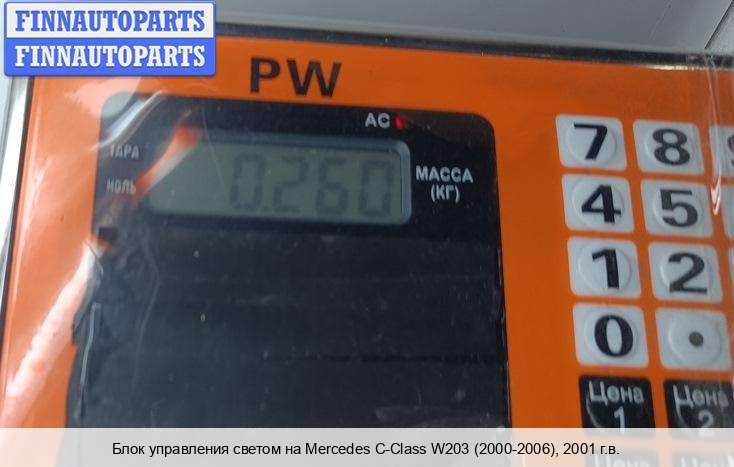 FINNAUTOPARTS
FINNAUTOPARTS
PW
AC
ТАРА
НОЛЬ
0.260
МАССА
(КГ)
7 8
4 5
1 2
0 .
Цена Цена
1 2
Блок управления светом на Mercedes C-Class W203 (2000-2006), 2001 г.в.